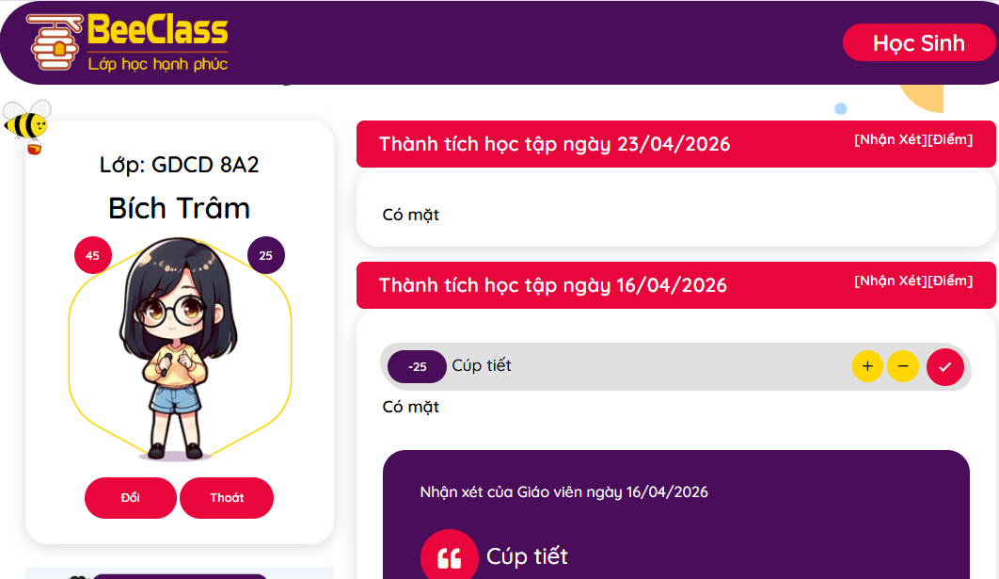 BeeClass
Lớp học hạnh phúc
Học Sinh
Lớp: GDCD 8A2
Bích Trâm
45
25
Đổi
Thoát
Thành tích học tập ngày 23/04/2026
[Nhận Xét][Điểm]
Có mặt
Thành tích học tập ngày 16/04/2026
[Nhận Xét][Điểm]
-25 Cúp tiết + −
Có mặt
Nhận xét của Giáo viên ngày 16/04/2026
Cúp tiết